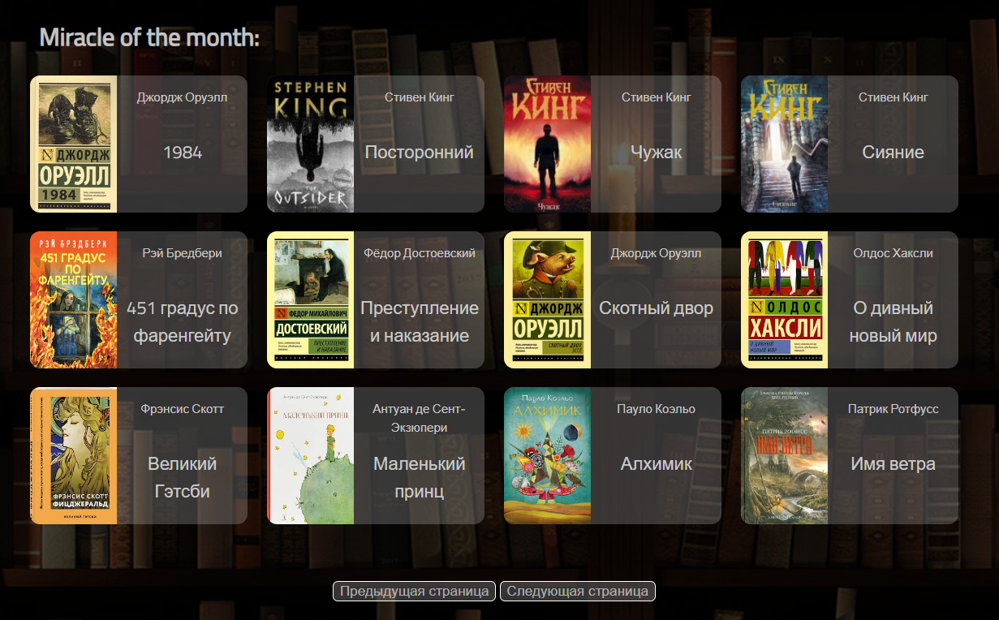 Miracle of the month:
Джордж Оруэлл
1984
ДЖОРДЖ
ОРУЭЛЛ
1984
STEPHEN
KING
THE
OUTSIDER
Стивен Кинг
Посторонний
СТИВЕН
КИНГ
Чужак
Стивен Кинг
Чужак
СТИВЕН
КИНГ
Сияние
Стивен Кинг
Сияние
РЭЙ БРЭДБЕРИ
451 ГРАДУС
ПО
ФАРЕНГЕЙТУ
Рэй Бредбери
451 градус по
фаренгейту
ФЕДОР МИХАЙЛОВИЧ
ДОСТОЕВСКИЙ
ПРЕСТУПЛЕНИЕ
И НАКАЗАНИЕ
Фёдор Достоевский
Преступление
и наказание
ДЖОРДЖ
ОРУЭЛЛ
СКОТНЫЙ ДВОР
ЭССЕ
Джордж Оруэлл
Скотный двор
ОЛДОС
ХАКСЛИ
О ДИВНЫЙ
НОВЫЙ МИР
Олдос Хаксли
О дивный
новый мир
ФРЭНСИС СКОТТ
ФИЦДЖЕРАЛЬД
ВЕЛИКИЙ ГЭТСБИ
Фрэнсис Скотт
Великий
Гэтсби
Антуан де Сент-Экзюпери
Маленький принц
Антуан де Сент-
Экзюпери
Маленький
принц
Пауло Коэльо
АЛХИМИК
Пауло Коэльо
Алхимик
ПАТРИК РОТФУСС
ИМЯ ВЕТРА
Патрик Ротфусс
Имя ветра
Предыдущая страница
Следующая страница